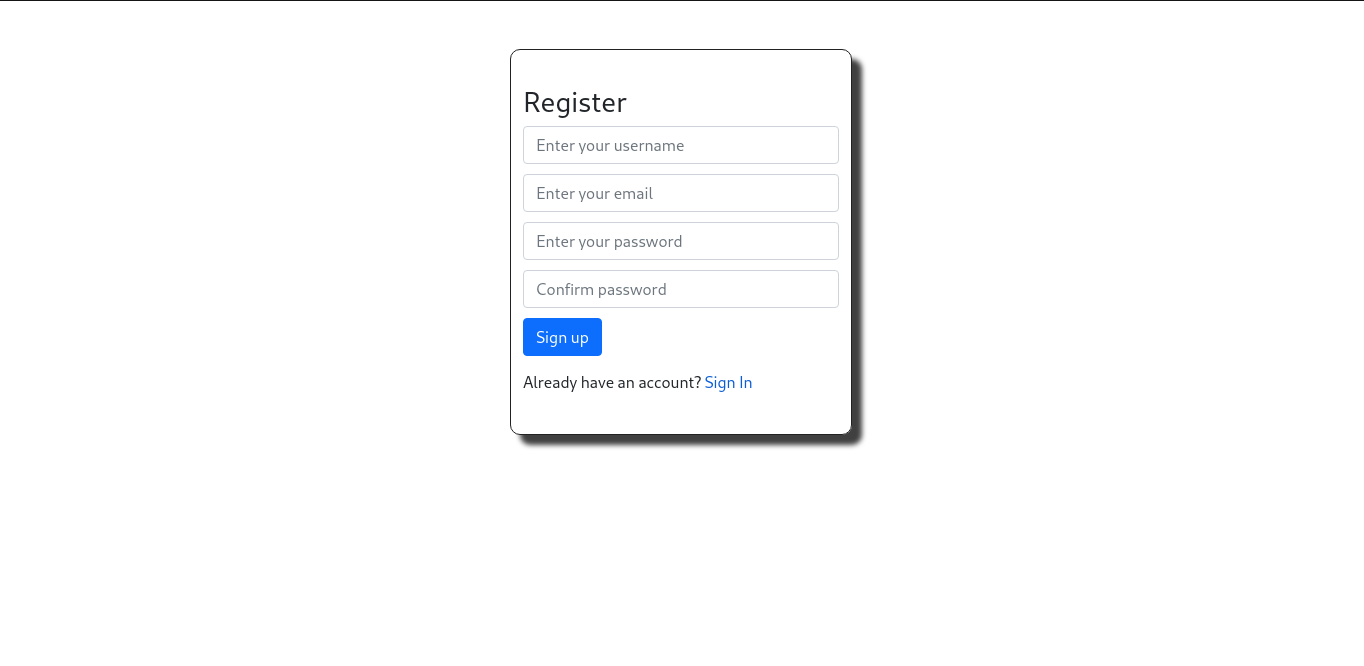 Register
Enter your username
Enter your email
Enter your password
Confirm password
Sign up
Already have an account? Sign In